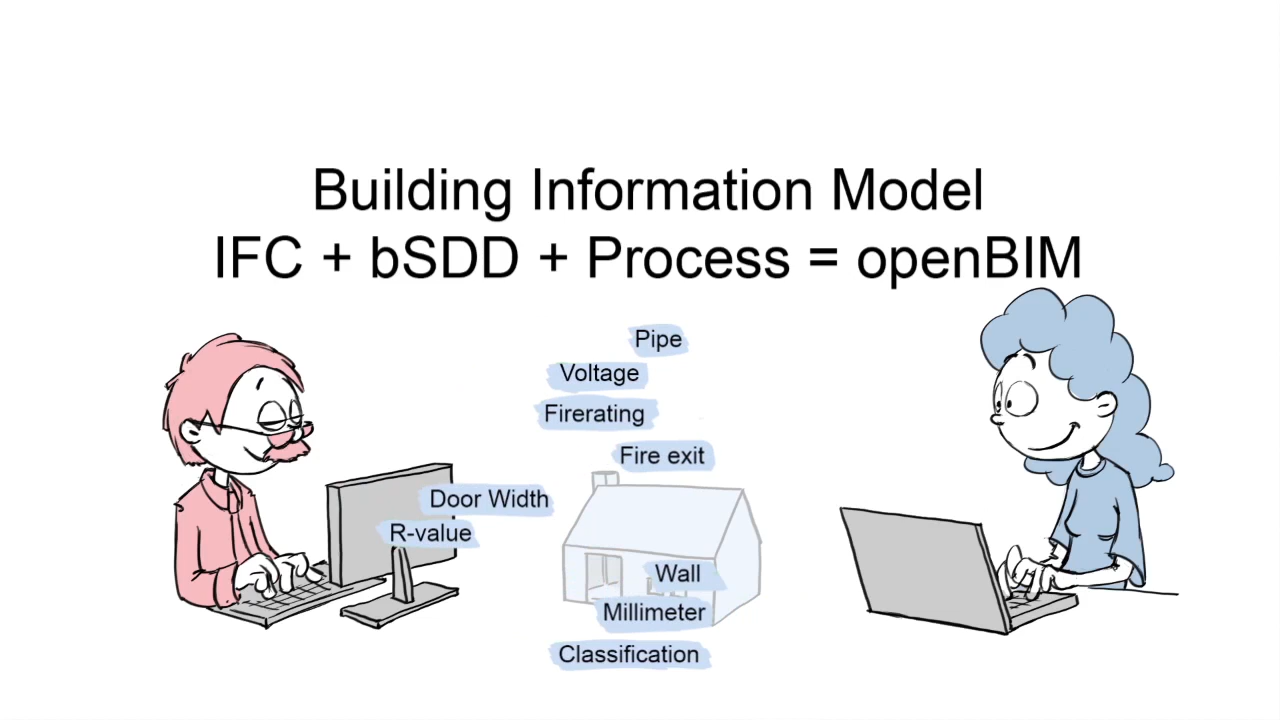 Building Information Model
IFC + bSDD + Process = openBIM
Pipe
Voltage
Firerating
Fire exit
Door Width
R-value
Wall
Millimeter
Classification